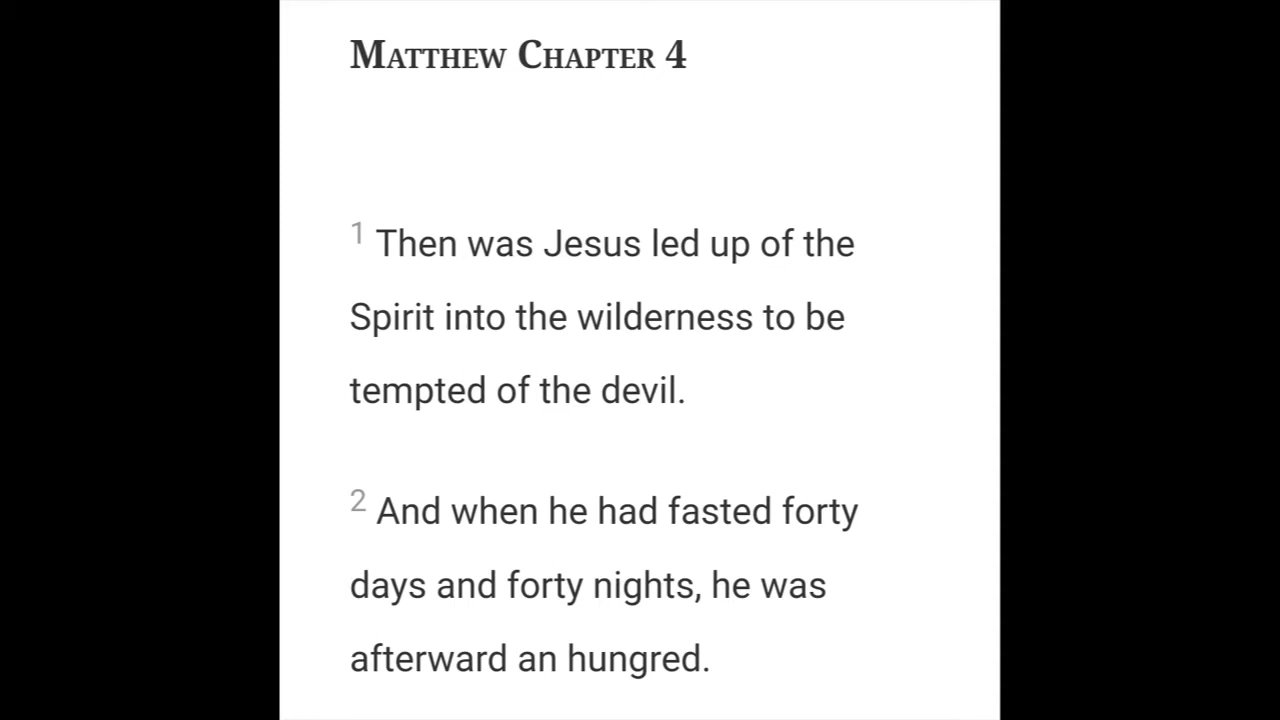 Matthew Chapter 4
1 Then was Jesus led up of the
Spirit into the wilderness to be
tempted of the devil.
2 And when he had fasted forty
days and forty nights, he was
afterward an hungred.